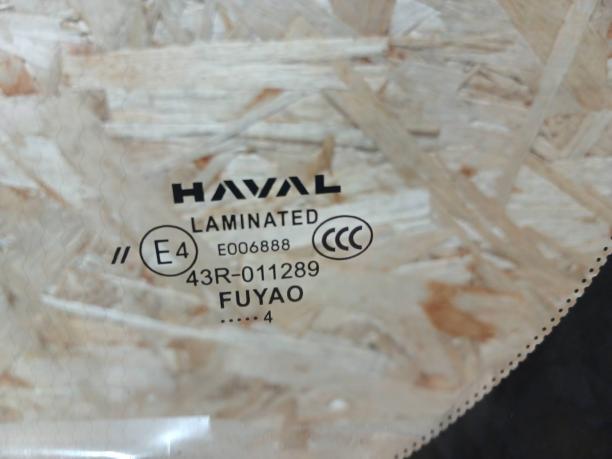 HAVAL
LAMINATED
// E4 E006888 CCC
43R-011289
FUYAO
.....4